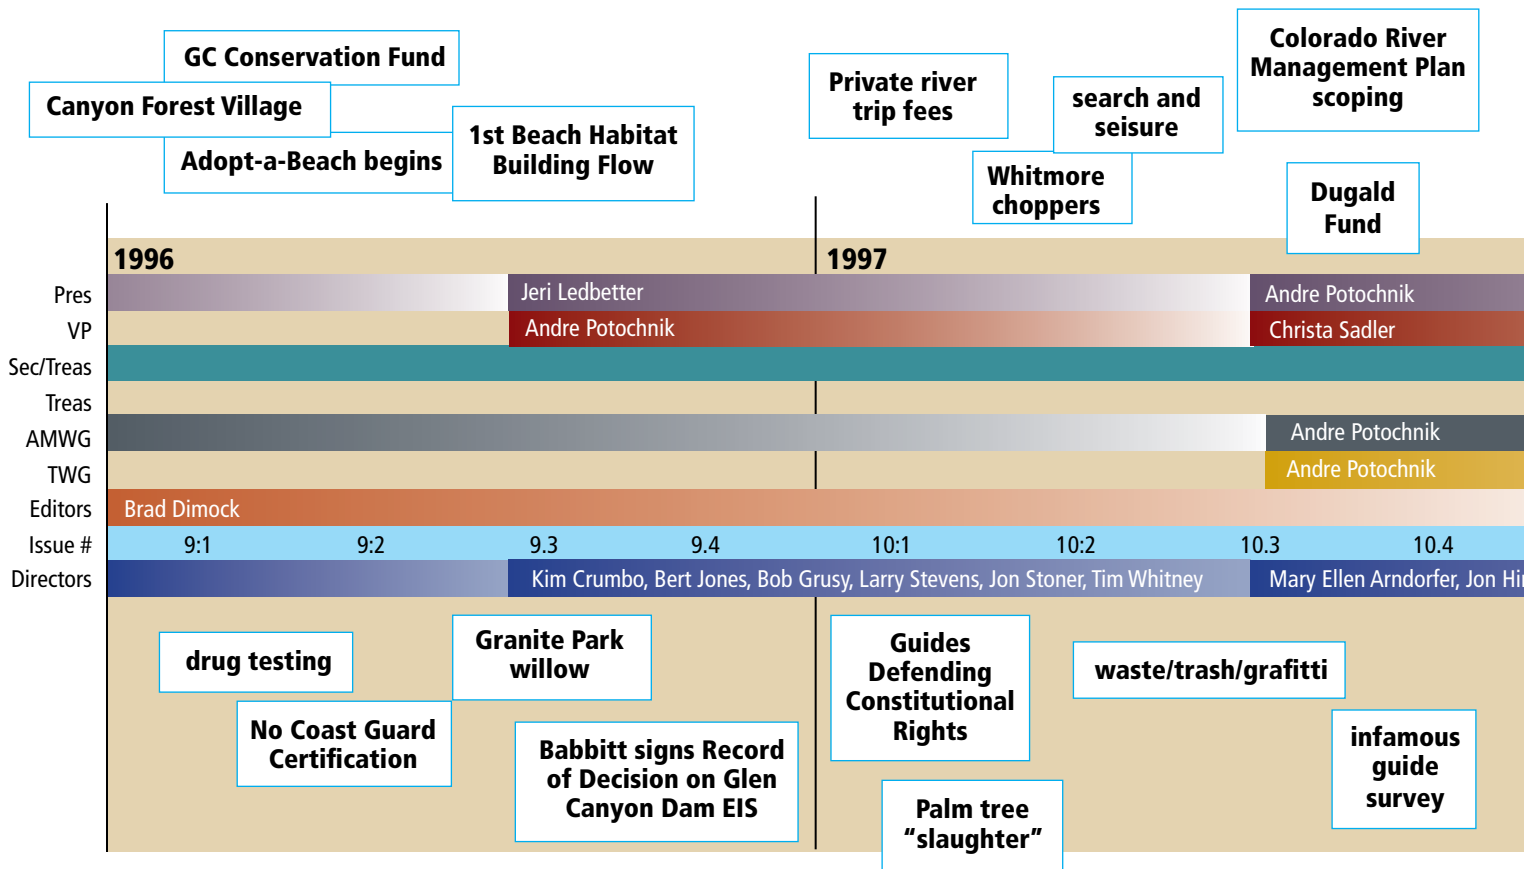 GC Conservation Fund
Canyon Forest Village
Adopt-a-Beach begins
1st Beach Habitat
Building Flow
Private river
trip fees
search and
seisure
Whitmore
choppers
Colorado River
Management Plan
scoping
Dugald
Fund
1996
1997
Pres
Jeri Ledbetter
Andre Potochnik
VP
Andre Potochnik
Christa Sadler
Sec/Treas
Treas
AMWG
Andre Potochnik
TWG
Andre Potochnik
Editors
Brad Dimock
Issue #
9:1
9:2
9.3
9.4
10:1
10:2
10.3
10.4
Directors
Kim Crumbo, Bert Jones, Bob Grusy, Larry Stevens, Jon Stoner, Tim Whitney
Mary Ellen Arndorfer, Jon Hir
drug testing
No Coast Guard
Certification
Granite Park
willow
Babbitt signs Record
of Decision on Glen
Canyon Dam EIS
Guides
Defending
Constitutional
Rights
Palm tree
“slaughter”
waste/trash/grafitti
infamous
guide
survey